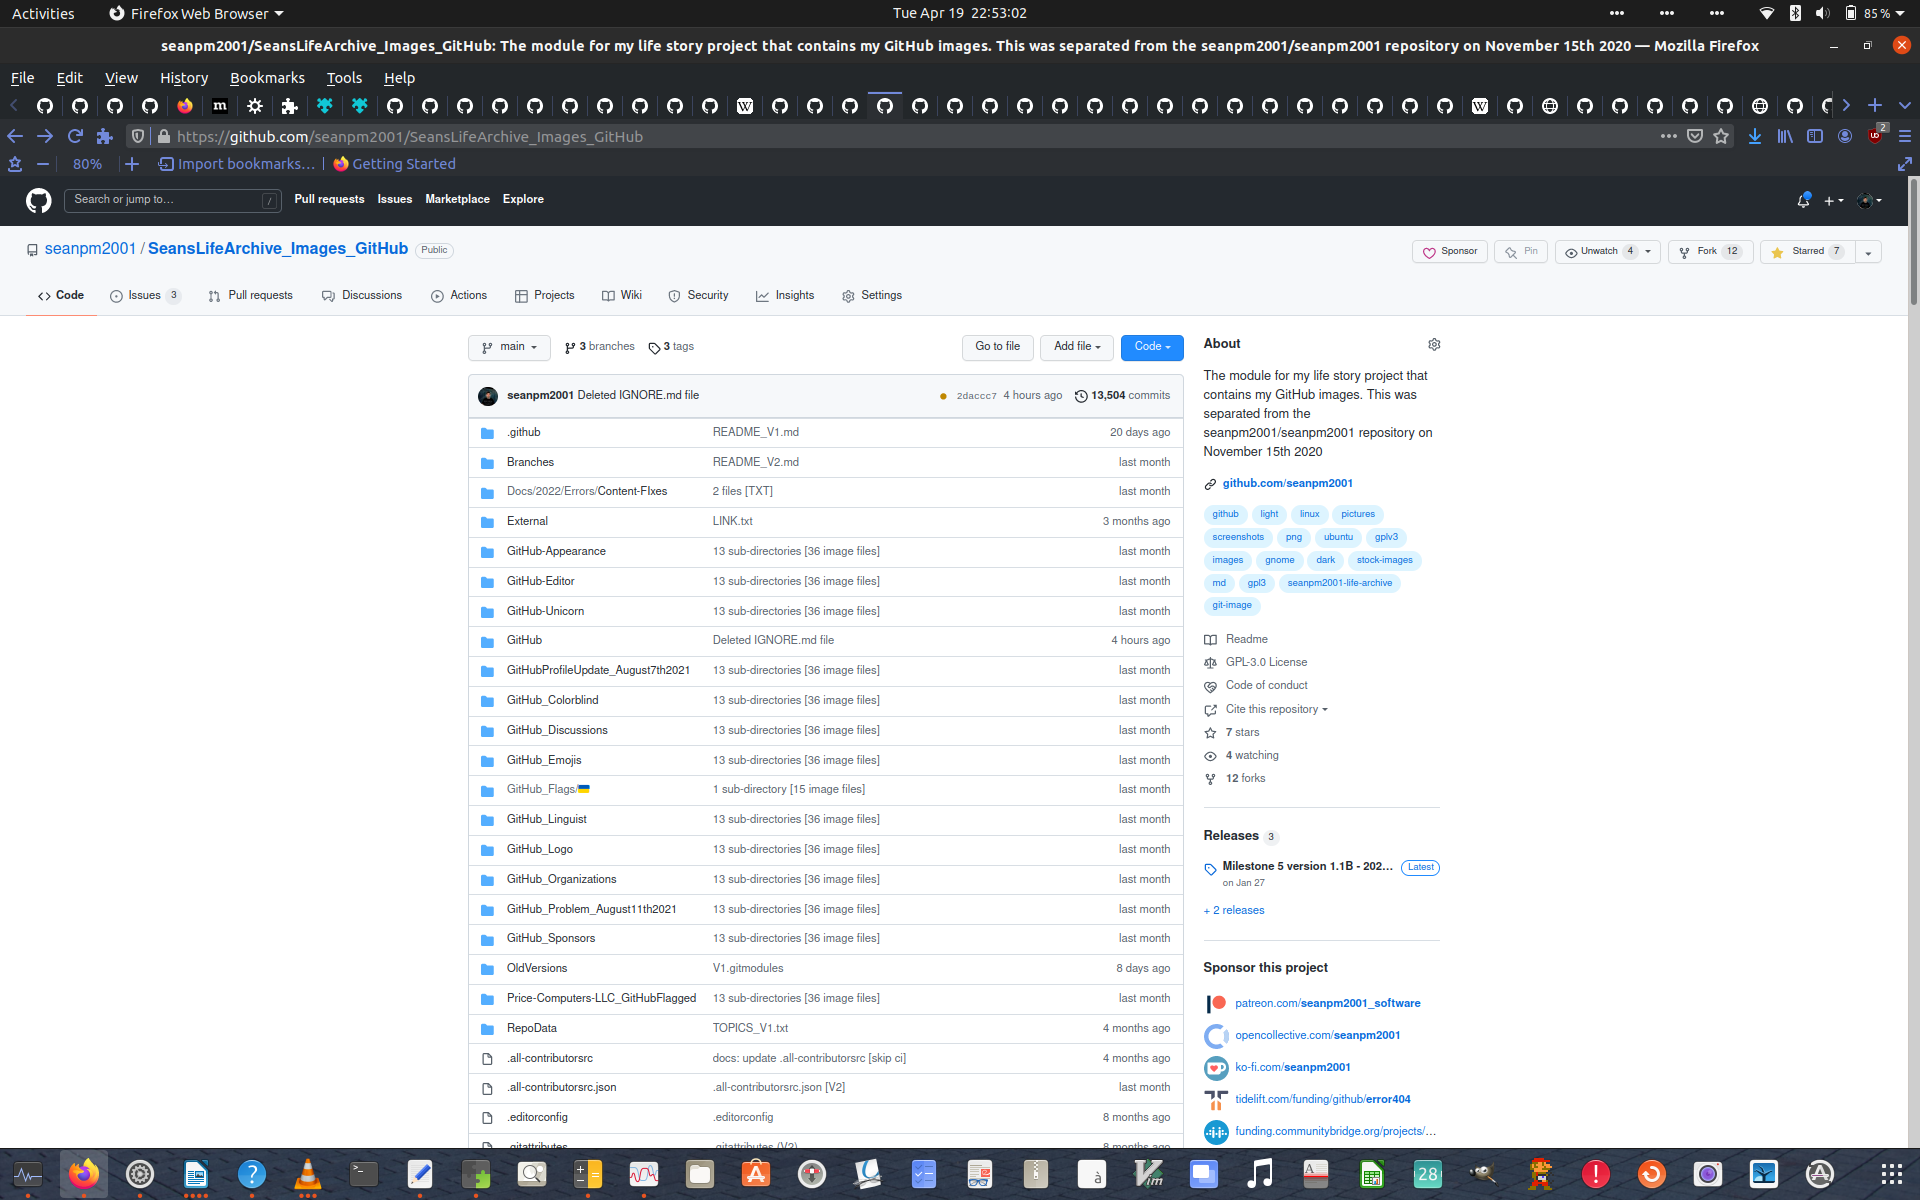 Activities
Firefox Web Browser
Tue Apr 19 22:53:02
85 %
seanpm2001/SeansLifeArchive_Images_GitHub: The module for my life story project that contains my GitHub images. This was separated from the seanpm2001/seanpm2001 repository on November 15th 2020 — Mozilla Firefox
File Edit View History Bookmarks Tools Help
https://github.com/seanpm2001/SeansLifeArchive_Images_GitHub
2
80%
Import bookmarks...
Getting Started
Search or jump to...
/
Pull requests Issues Marketplace Explore
seanpm2001 / SeansLifeArchive_Images_GitHub Public
Sponsor
Pin
Unwatch 4
Fork 12
Starred 7
Code
Issues 3
Pull requests
Discussions
Actions
Projects
Wiki
Security
Insights
Settings
main
3 branches
3 tags
Go to file
Add file
Code
seanpm2001 Deleted IGNORE.md file 2daccc7 4 hours ago 13,504 commits
.github README_V1.md 20 days ago
Branches README_V2.md last month
Docs/2022/Errors/Content-FIxes 2 files [TXT] last month
External LINK.txt 3 months ago
GitHub-Appearance 13 sub-directories [36 image files] last month
GitHub-Editor 13 sub-directories [36 image files] last month
GitHub-Unicorn 13 sub-directories [36 image files] last month
GitHub Deleted IGNORE.md file 4 hours ago
GitHubProfileUpdate_August7th2021 13 sub-directories [36 image files] last month
GitHub_Colorblind 13 sub-directories [36 image files] last month
GitHub_Discussions 13 sub-directories [36 image files] last month
GitHub_Emojis 13 sub-directories [36 image files] last month
GitHub_Flags/🇺🇦 1 sub-directory [15 image files] last month
GitHub_Linguist 13 sub-directories [36 image files] last month
GitHub_Logo 13 sub-directories [36 image files] last month
GitHub_Organizations 13 sub-directories [36 image files] last month
GitHub_Problem_August11th2021 13 sub-directories [36 image files] last month
GitHub_Sponsors 13 sub-directories [36 image files] last month
OldVersions V1.gitmodules 8 days ago
Price-Computers-LLC_GitHubFlagged 13 sub-directories [36 image files] last month
RepoData TOPICS_V1.txt 4 months ago
.all-contributorsrc docs: update .all-contributorsrc [skip ci] 4 months ago
.all-contributorsrc.json .all-contributorsrc.json [V2] last month
.editorconfig .editorconfig 8 months ago
.gitattributes .gitattributes (V2) 8 months ago
About
The module for my life story project that
contains my GitHub images. This was
separated from the
seanpm2001/seanpm2001 repository on
November 15th 2020
github.com/seanpm2001
github light linux pictures
screenshots png ubuntu gplv3
images gnome dark stock-images
md gpl3 seanpm2001-life-archive
git-image
Readme
GPL-3.0 License
Code of conduct
Cite this repository
7 stars
4 watching
12 forks
Releases 3
Milestone 5 version 1.1B - 202... Latest
on Jan 27
+ 2 releases
Sponsor this project
patreon.com/seanpm2001_software
opencollective.com/seanpm2001
ko-fi.com/seanpm2001
tidelift.com/funding/github/error404
funding.communitybridge.org/projects/...
28